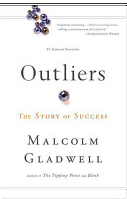 #1 National Bestseller
Outliers
THE STORY OF SUCCESS
MALCOLM
GLADWELL
AUTHOR OF The Tipping Point AND Blink